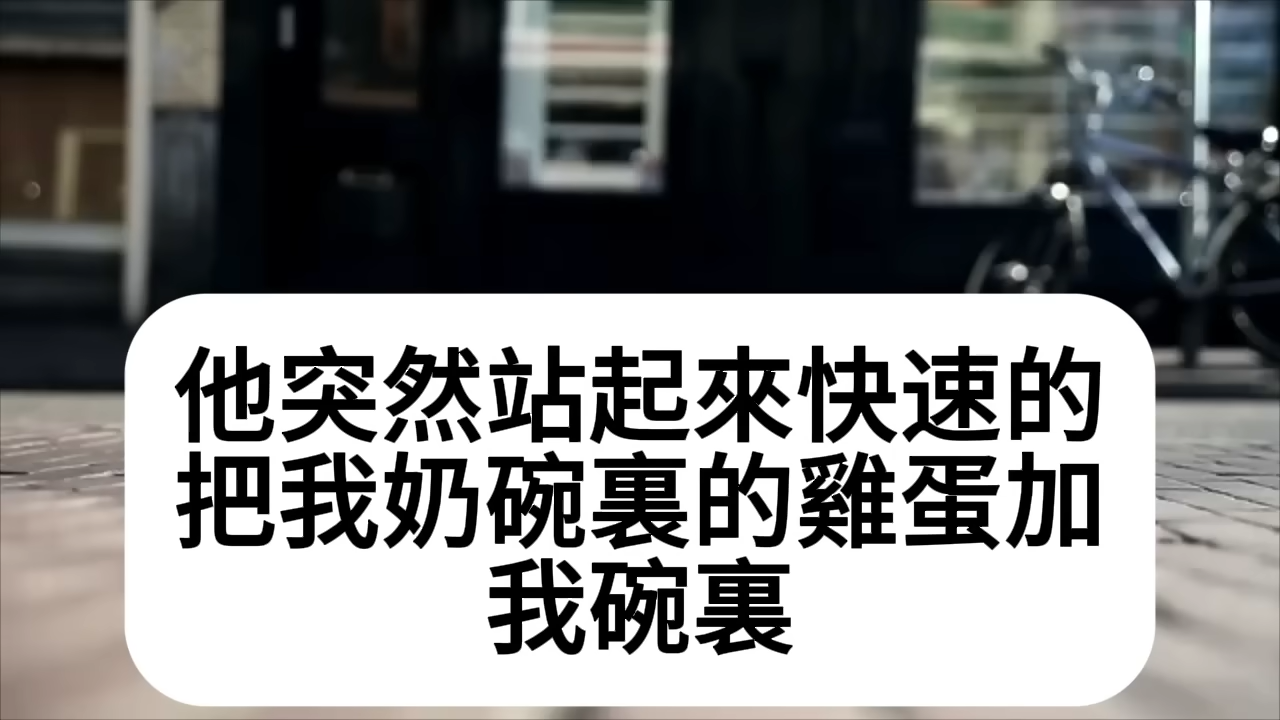 他突然站起來快速的
把我奶碗裏的雞蛋加
我碗裏